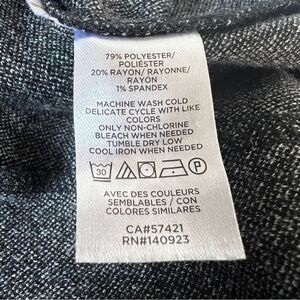 79% POLYESTER/
POLIÉSTER
20% RAYON/ RAYONNE/
RAYON
1% SPANDEX
MACHINE WASH COLD
DELICATE CYCLE WITH LIKE
COLORS
ONLY NON-CHLORINE
BLEACH WHEN NEEDED
TUMBLE DRY LOW
COOL IRON WHEN NEEDED
30 P
AVEC DES COULEURS
SEMBLABLES / CON
COLORES SIMILARES
CA#57421
RN#140923